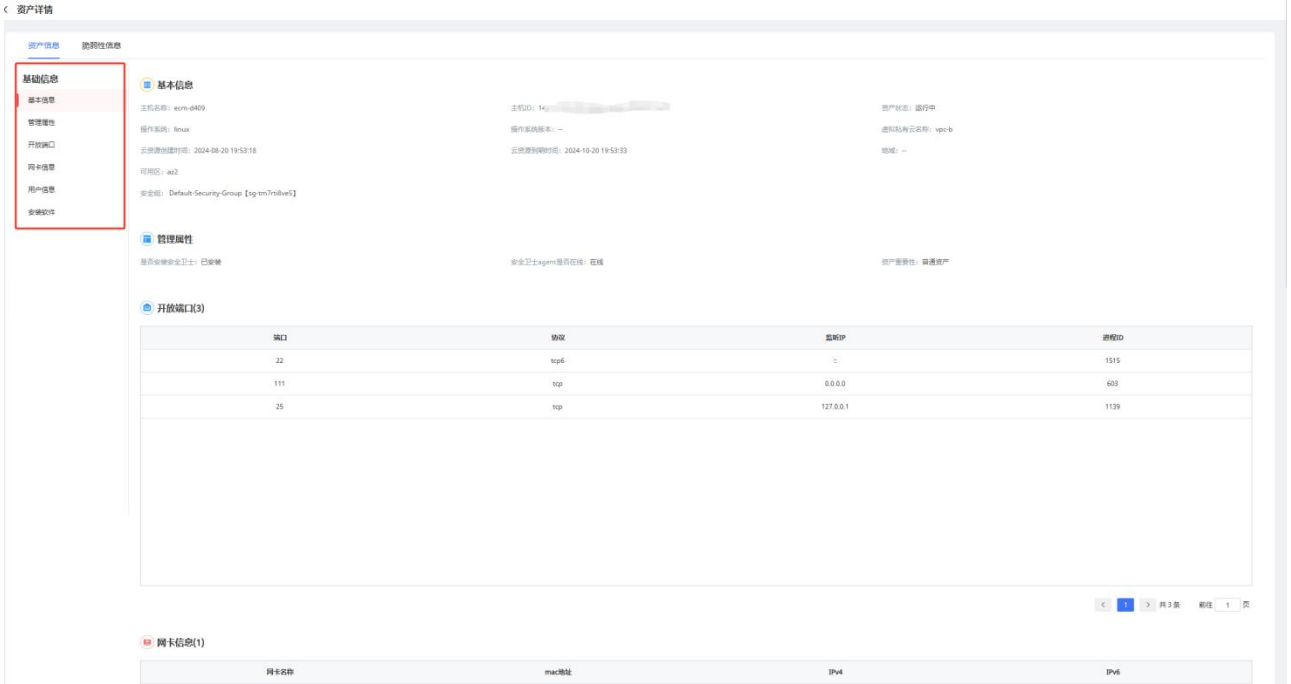 资产详情
资产信息 脆弱性信息
基础信息
基本信息
管理属性
开放端口
网卡信息
用户信息
安装软件
基本信息
主机名称: ecm-d409 主机ID: 14 资产状态: 运行中
操作系统: linux 操作系统版本: -- 虚拟私有云名称: vpc-b
云资源创建时间: 2024-08-20 19:53:18 云资源到期时间: 2024-10-20 19:53:33 地域: --
可用区: az2
安全组: Default-Security-Group【sg-tm7rti8ve5】
管理属性
是否安装安全卫士: 已安装 安全卫士agent是否在线: 在线 资产重要性: 普通资产
开放端口(3)
端口 协议 监听IP 进程ID
22 tcp6 :: 1515
111 tcp 0.0.0.0 603
25 tcp 127.0.0.1 1139
< 1 > 共 3 条 前往 1 页
网卡信息(1)
网卡名称 mac地址 IPv4 IPv6